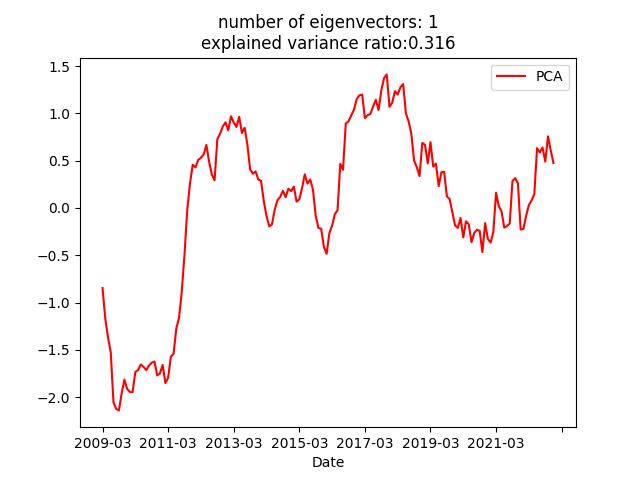 number of eigenvectors: 1
explained variance ratio:0.316
PCA
1.5
1.0
0.5
0.0
−0.5
−1.0
−1.5
−2.0
2009-03 2011-03 2013-03 2015-03 2017-03 2019-03 2021-03
Date